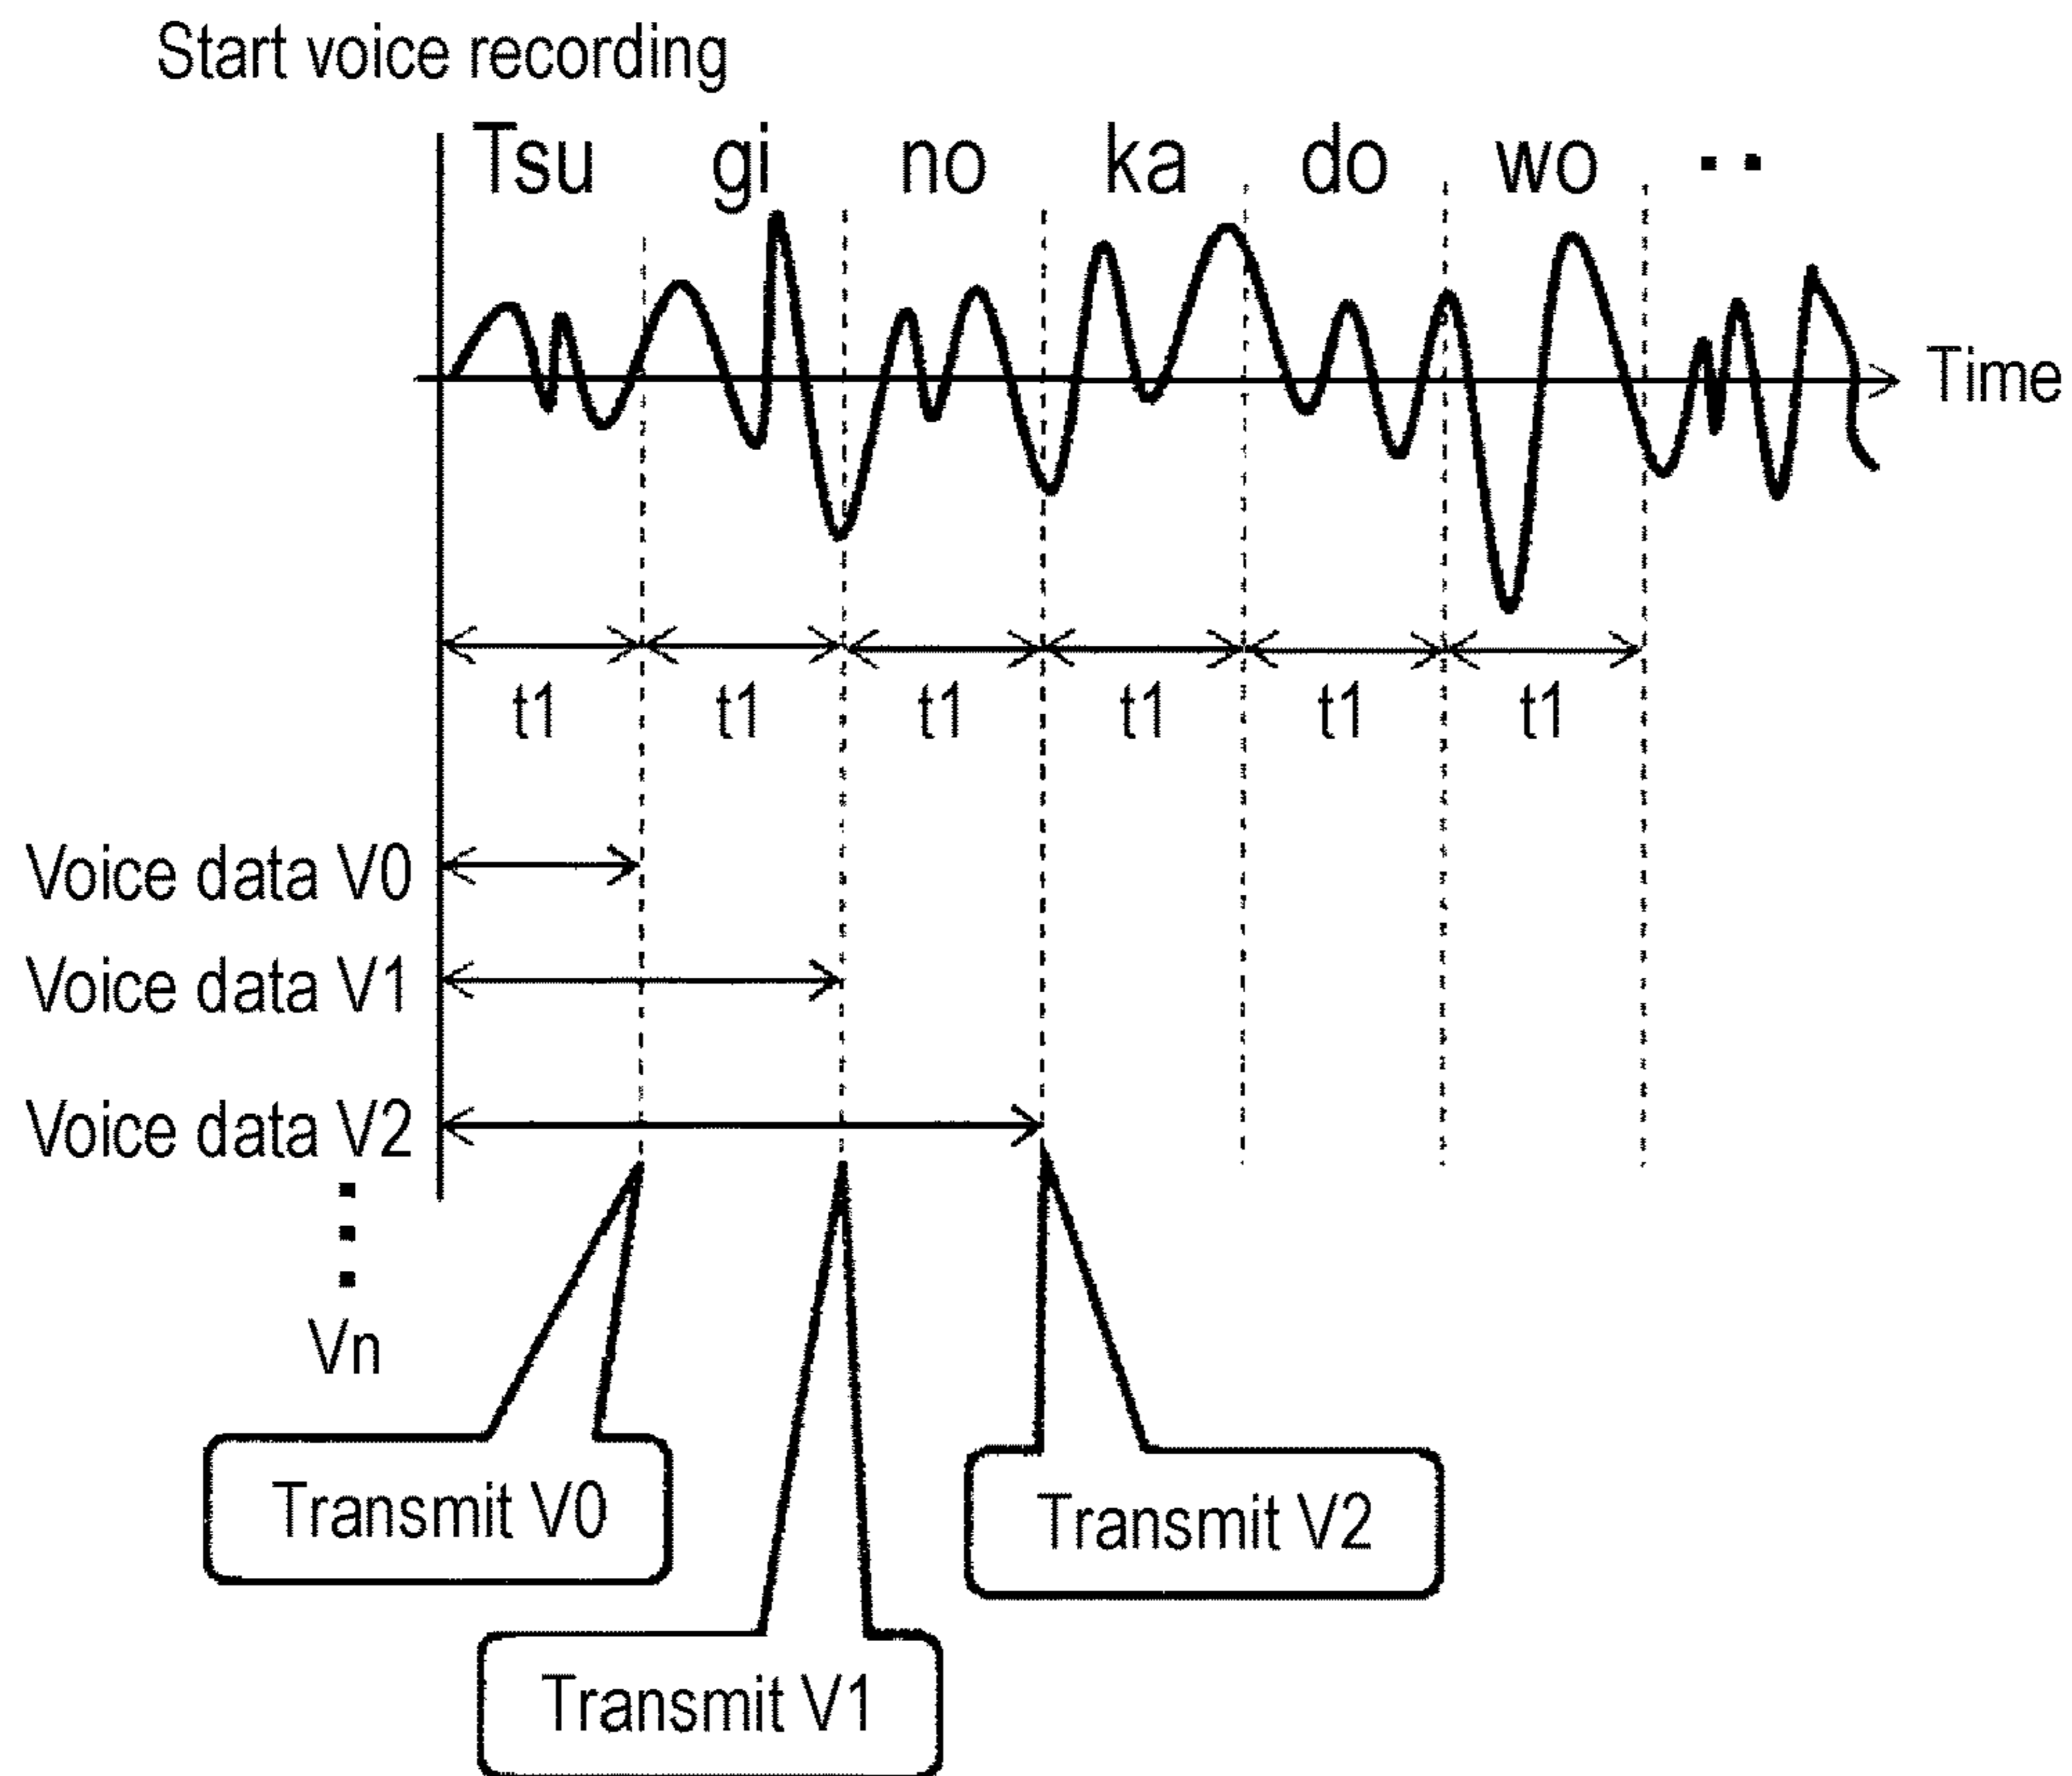 Start voice recording
Tsu gi no ka do wo ▪ ▪
Time
t1 t1 t1 t1 t1 t1
Voice data V0
Voice data V1
Voice data V2
Vn
Transmit V0
Transmit V2
Transmit V1